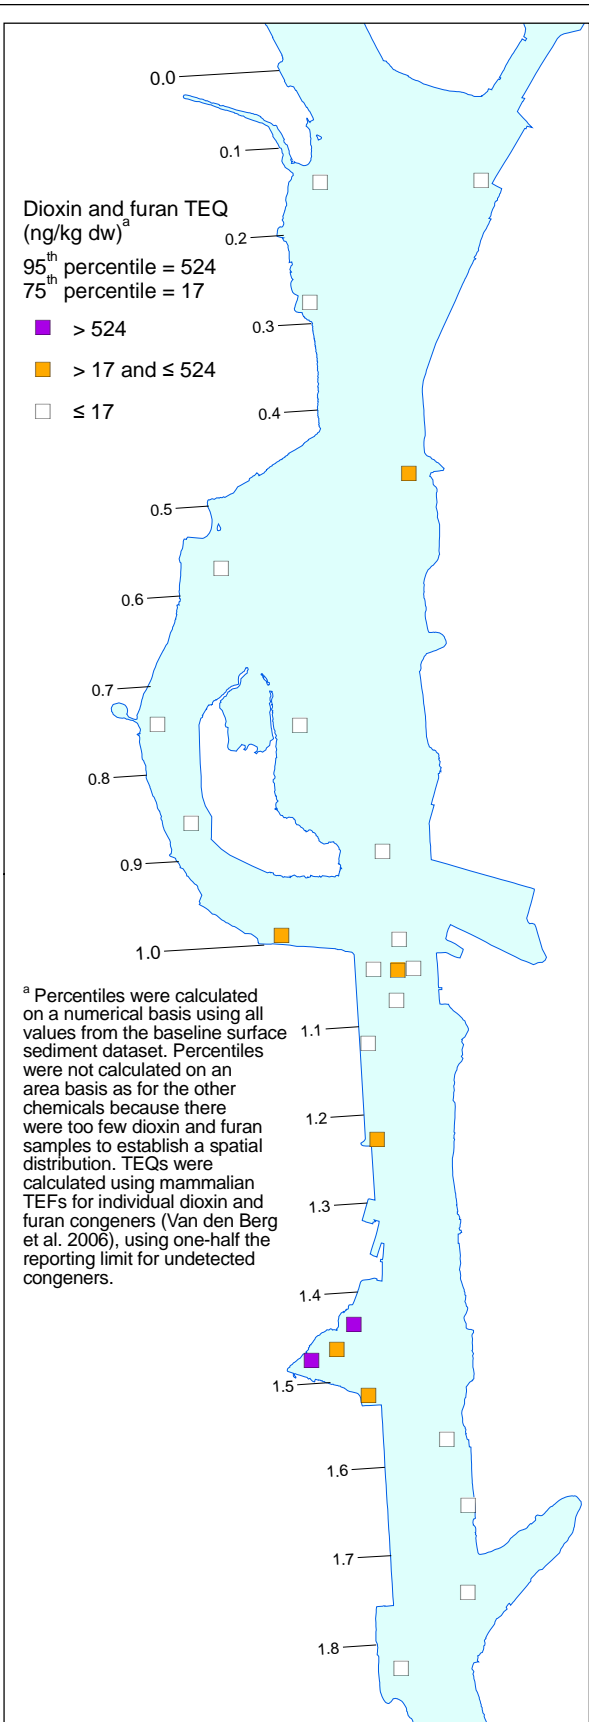 0.0
0.1
Dioxin and furan TEQ
(ng/kg dw)a
0.2
95th percentile = 524
75th percentile = 17
> 524
0.3
> 17 and ≤ 524
≤ 17
0.4
0.5
0.6
0.7
0.8
0.9
1.0
a Percentiles were calculated
on a numerical basis using all
values from the baseline surface
sediment dataset. Percentiles
were not calculated on an
area basis as for the other
chemicals because there
were too few dioxin and furan
samples to establish a spatial
distribution. TEQs were
calculated using mammalian
TEFs for individual dioxin and
furan congeners (Van den Berg
et al. 2006), using one-half the
reporting limit for undetected
congeners.
1.1
1.2
1.3
1.4
1.5
1.6
1.7
1.8